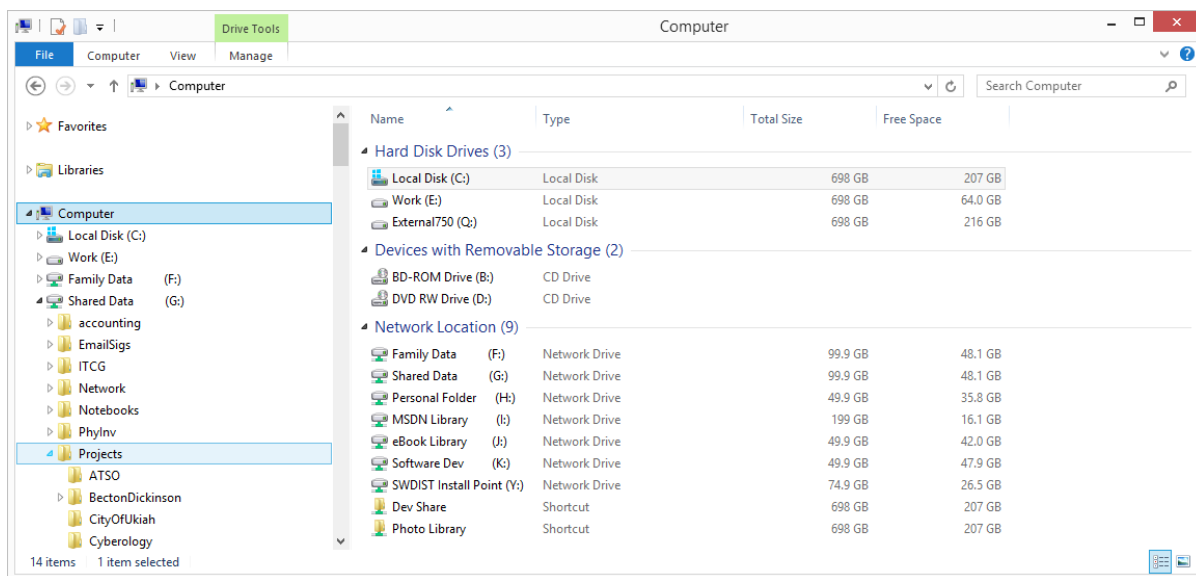 Drive Tools Computer
File Computer View Manage
Computer Search Computer
Favorites
Libraries
Computer
Local Disk (C:)
Work (E:)
Family Data (F:)
Shared Data (G:)
accounting
EmailSigs
ITCG
Network
Notebooks
PhyInv
Projects
ATSO
BectonDickinson
CityOfUkiah
Cyberology
Name Type Total Size Free Space
Hard Disk Drives (3)
Local Disk (C:) Local Disk 698 GB 207 GB
Work (E:) Local Disk 698 GB 64.0 GB
External750 (Q:) Local Disk 698 GB 216 GB
Devices with Removable Storage (2)
BD-ROM Drive (B:) CD Drive
DVD RW Drive (D:) CD Drive
Network Location (9)
Family Data (F:) Network Drive 99.9 GB 48.1 GB
Shared Data (G:) Network Drive 99.9 GB 48.1 GB
Personal Folder (H:) Network Drive 49.9 GB 35.8 GB
MSDN Library (I:) Network Drive 199 GB 16.1 GB
eBook Library (J:) Network Drive 49.9 GB 42.0 GB
Software Dev (K:) Network Drive 49.9 GB 47.9 GB
SWDIST Install Point (Y:) Network Drive 74.9 GB 26.5 GB
Dev Share Shortcut 698 GB 207 GB
Photo Library Shortcut 698 GB 207 GB
14 items 1 item selected